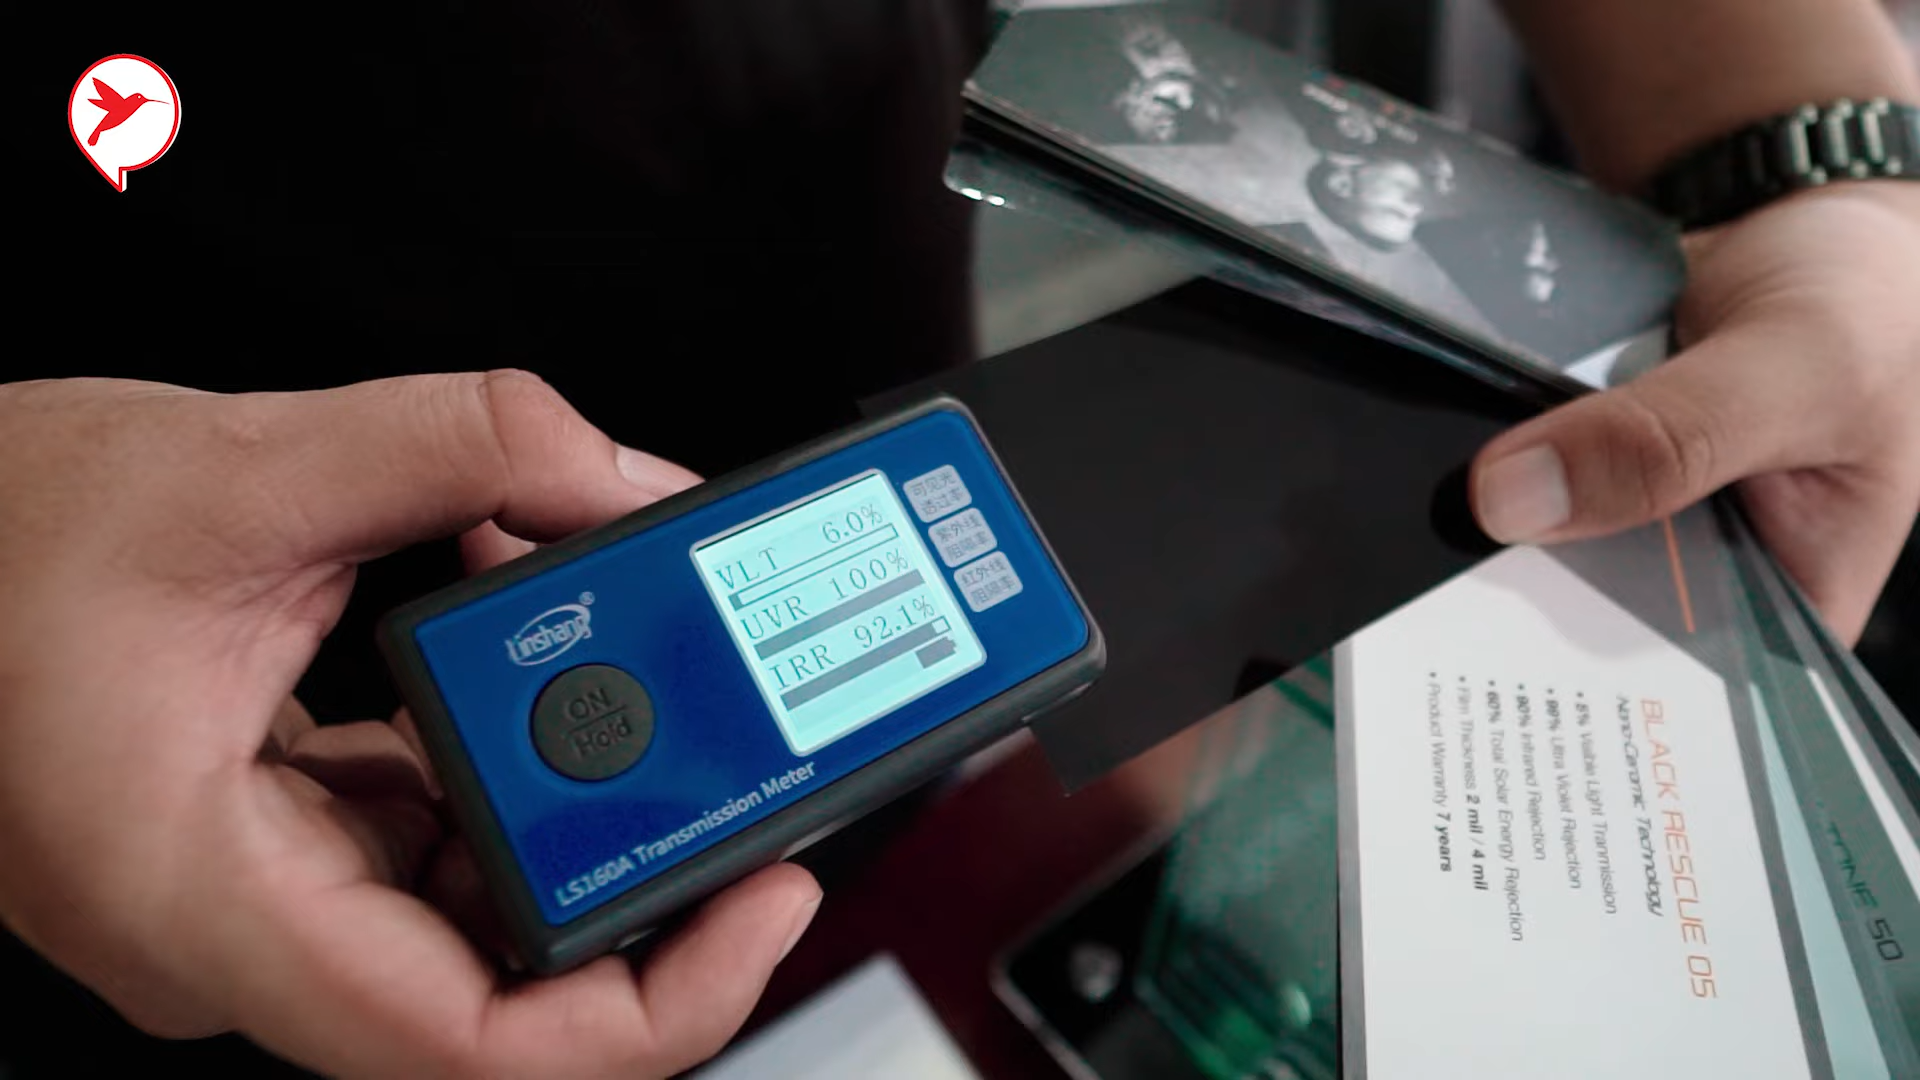 Linshang®
ON
Hold
VLT 6.0%
UVR 100%
IRR 92.1%
可见光
透过率
紫外线
阻隔率
红外线
阻隔率
LS160A Transmission Meter
BLACK RESCUE 05
Nano-Ceramic Technology
• 5% Visible Light Tranmission
• 99% Ultra Violet Rejection
• 90% Infrared Rejection
• 60% Total Solar Energy Rejection
• Film Thickness 2 mil / 4 mil
• Product Warranty 7 years
50